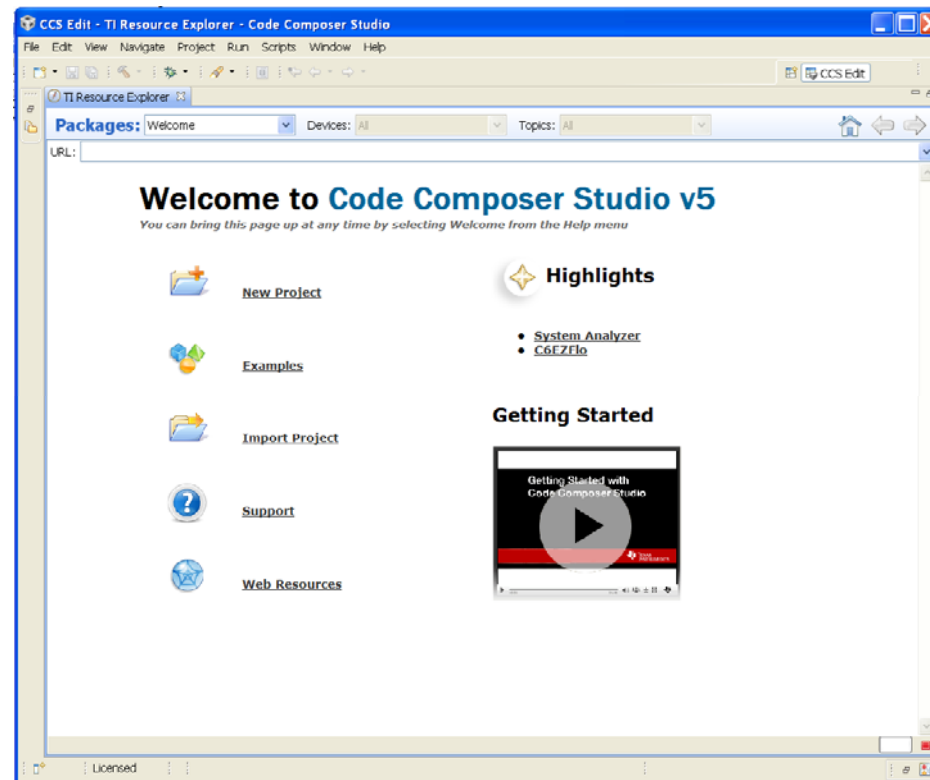 CCS Edit - TI Resource Explorer - Code Composer Studio
File Edit View Navigate Project Run Scripts Window Help
CCS Edit
TI Resource Explorer
Packages: Welcome Devices: All Topics: All
URL:
Welcome to Code Composer Studio v5
You can bring this page up at any time by selecting Welcome from the Help menu
New Project
Examples
Import Project
Support
Web Resources
Highlights
System Analyzer
C6EZFlo
Getting Started
Getting Started with
Code Composer Studio
Texas
Instruments
Licensed